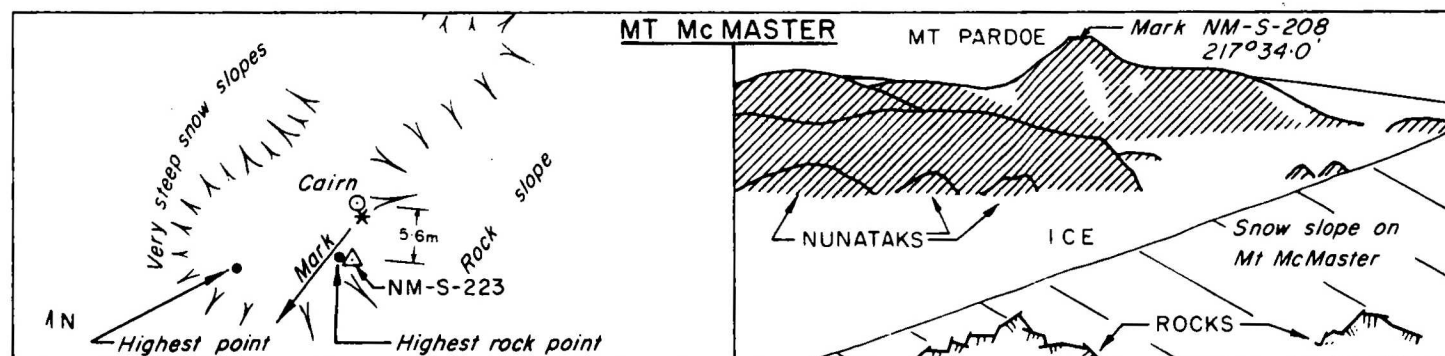 MT McMASTER
Very steep snow slopes
Cairn
5·6m
Rock slope
Mark
NM-S-223
N
Highest point
Highest rock point
MT PARDOE
Mark NM-S-208
217°34·0'
NUNATAKS
ICE
Snow slope on
Mt McMaster
ROCKS